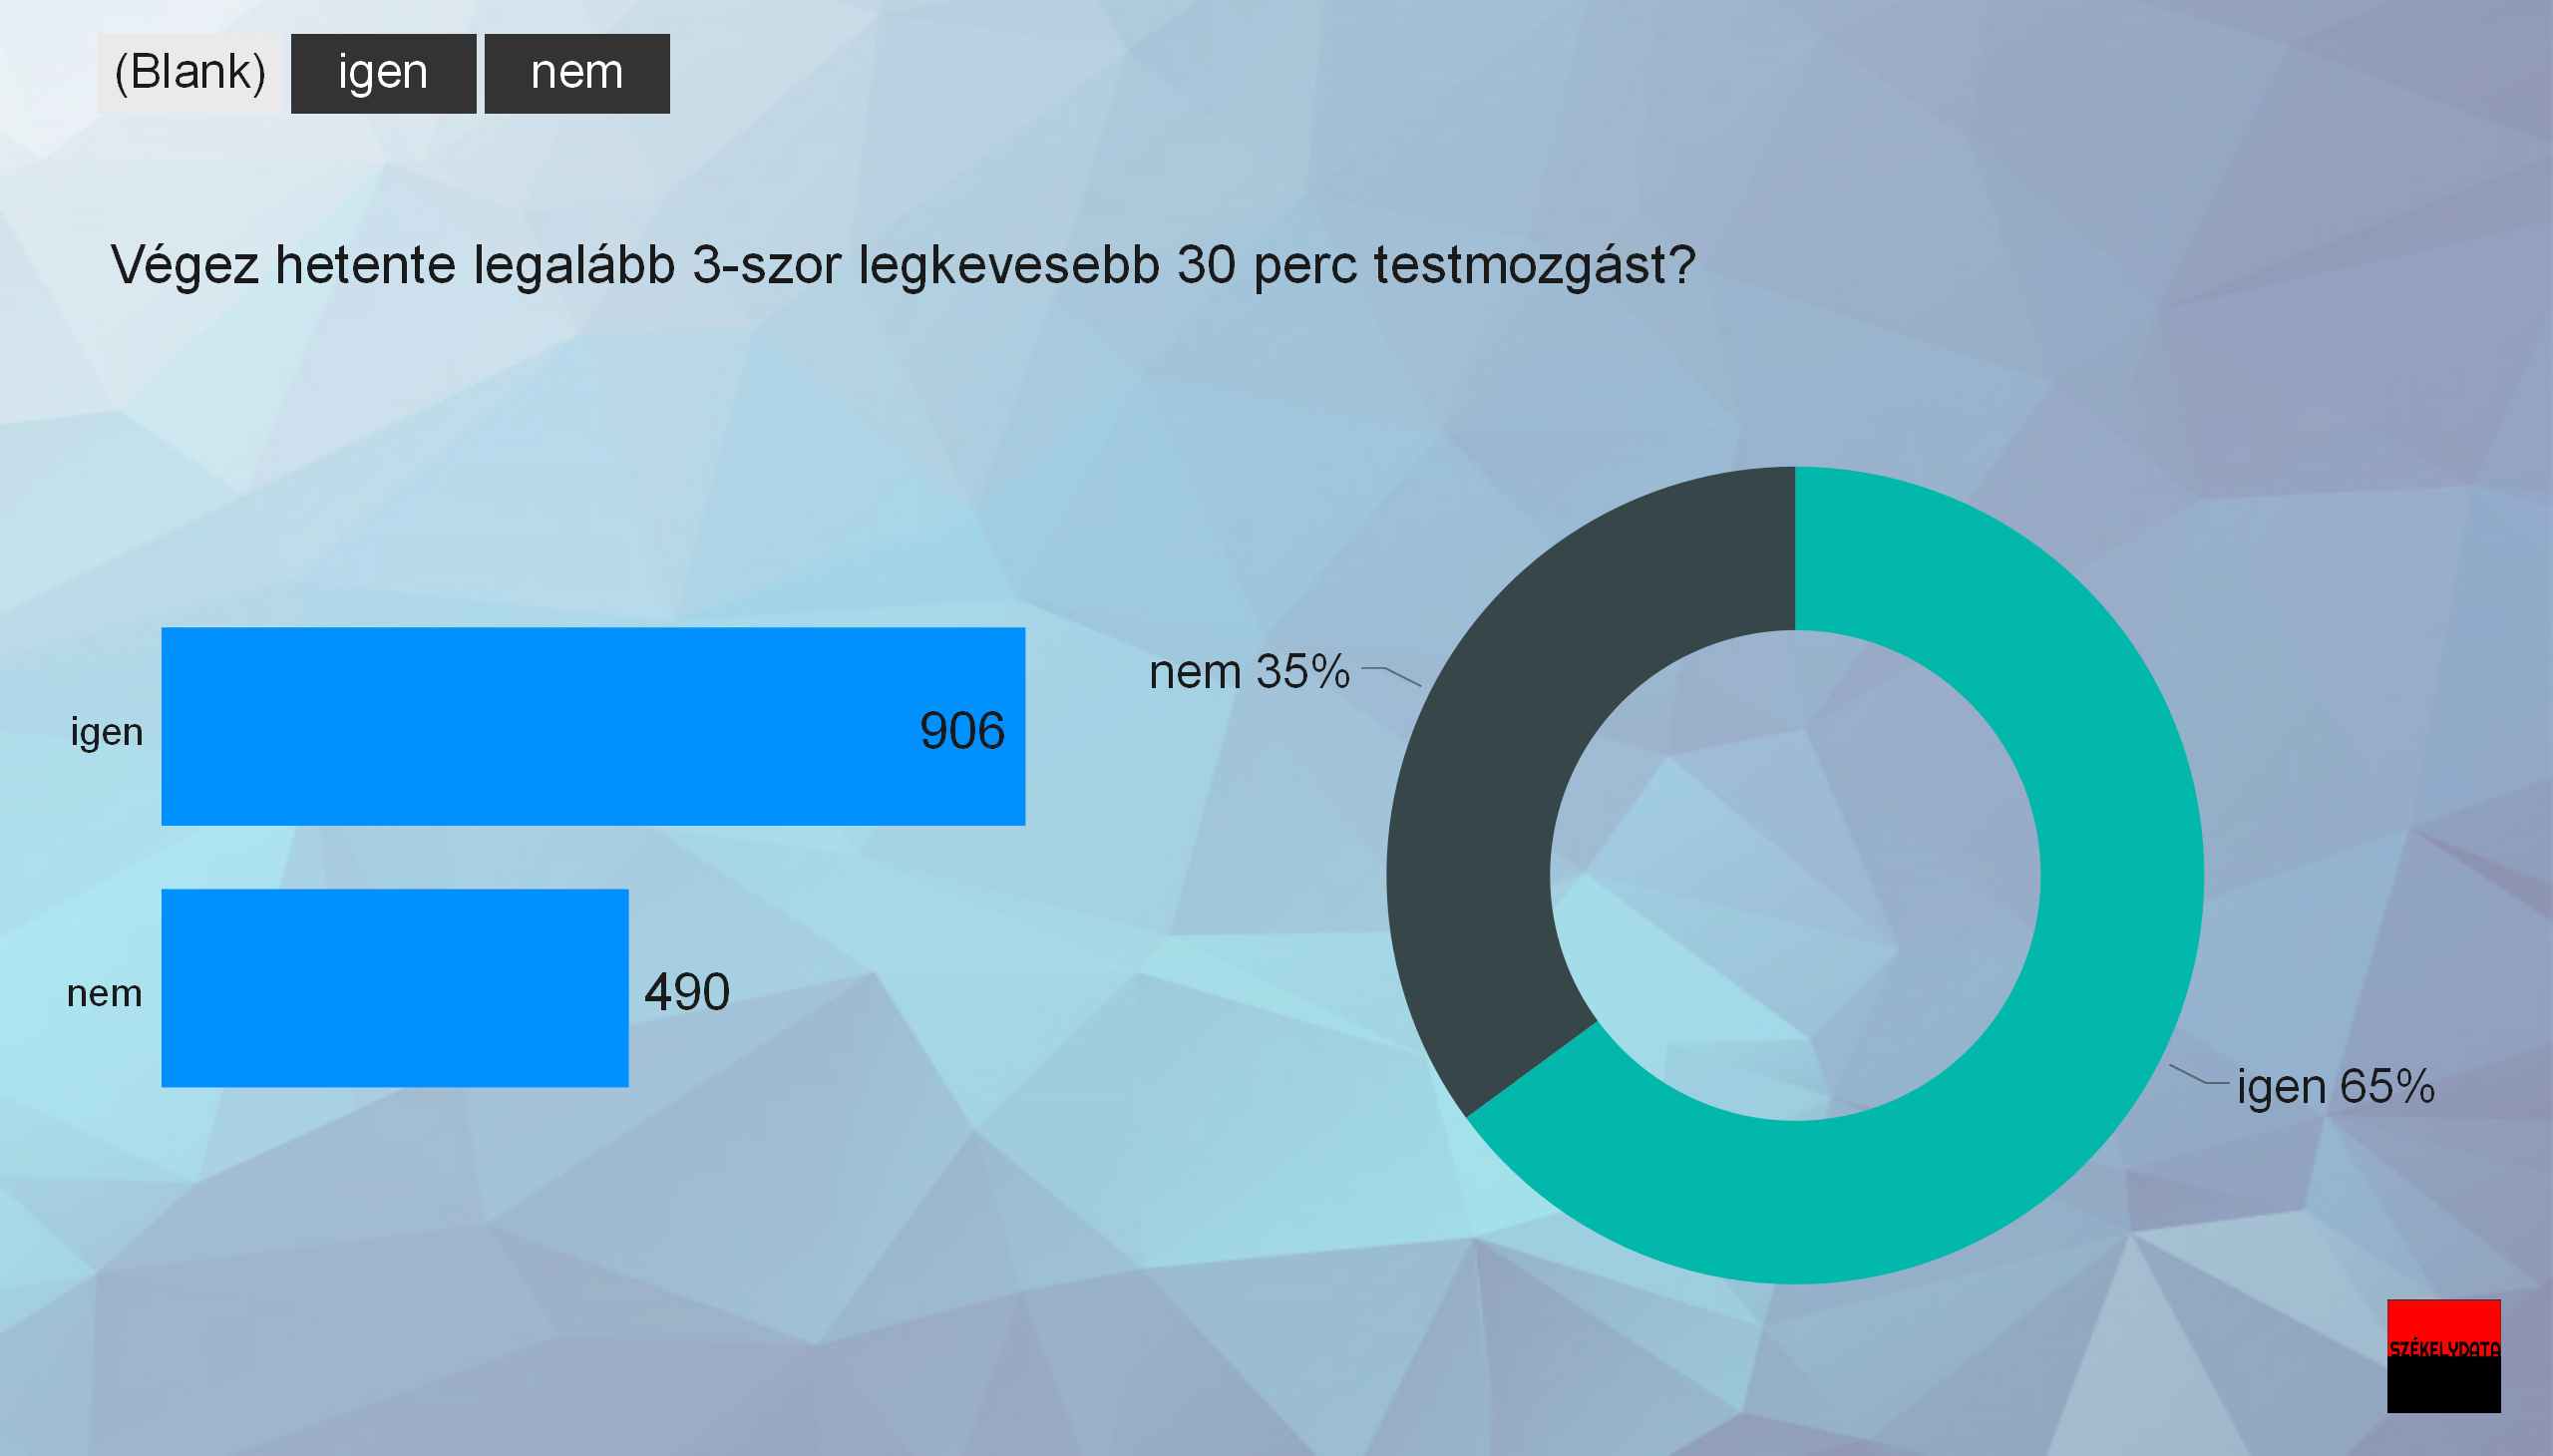 (Blank) igen nem
Végez hetente legalább 3-szor legkevesebb 30 perc testmozgást?
igen 906
nem 490
nem 35%
igen 65%
SZÉKELYDATA